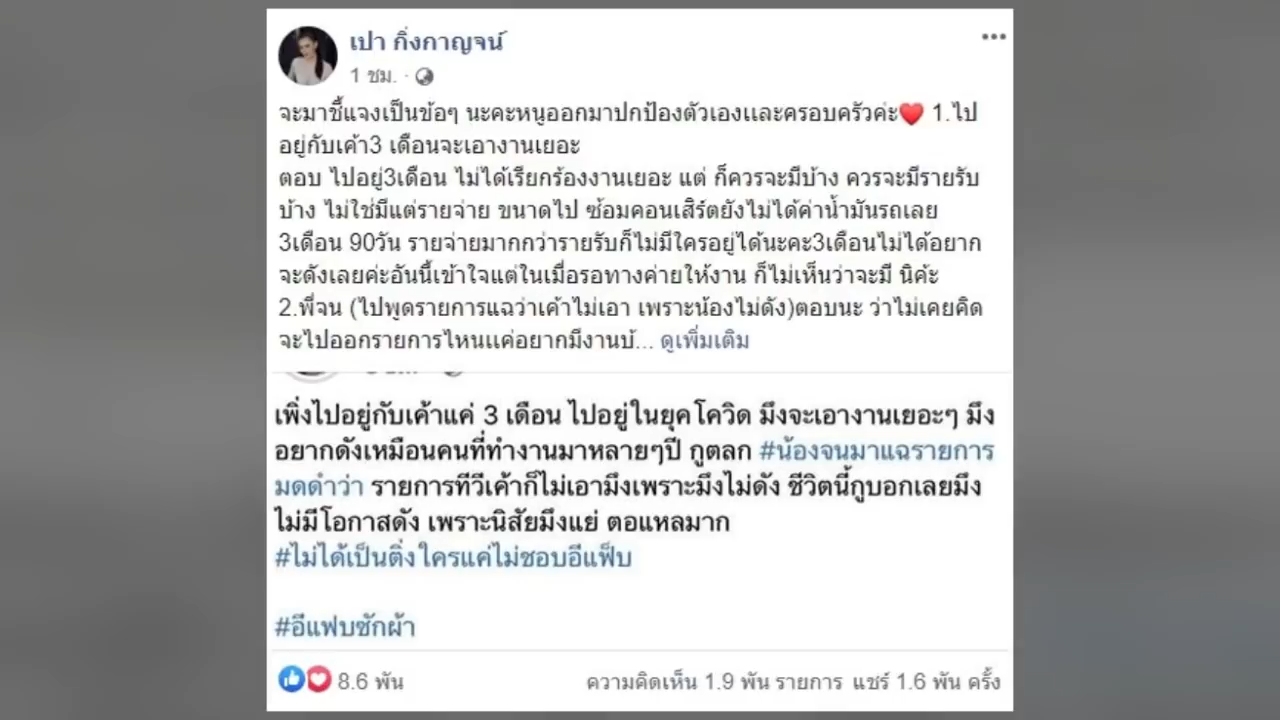 เปา กิ่งกาญจน์
1 ชม. ·
จะมาชี้แจงเป็นข้อๆ นะคะหนูออกมาปกป้องตัวเองและครอบครัวค่ะ❤️ 1.ไป
อยู่กับเค้า3 เดือนจะเอางานเยอะ
ตอบ ไปอยู่3เดือน ไม่ได้เรียกร้องงานเยอะ แต่ ก็ควรจะมีบ้าง ควรจะมีรายรับ
บ้าง ไม่ใช่มีแต่รายจ่าย ขนาดไป ซ้อมคอนเสิร์ตยังไม่ได้ค่าน้ำมันรถเลย
3เดือน 90วัน รายจ่ายมากกว่ารายรับก็ไม่มีใครอยู่ได้นะคะ3เดือนไม่ได้อยาก
จะดังเลยค่ะอันนี้เข้าใจแต่ในเมื่อรอทางค่ายให้งาน ก็ไม่เห็นว่าจะมี นิค้ะ
2.พี่จน (ไปพูดรายการแฉว่าเค้าไม่เอา เพราะน้องไม่ดัง)ตอบนะ ว่าไม่เคยคิด
จะไปออกรายการไหนแค่อยากมีงานบ้... ดูเพิ่มเติม
เพิ่งไปอยู่กับเค้าแค่ 3 เดือน ไปอยู่ในยุคโควิด มึงจะเอางานเยอะๆ มึง
อยากดังเหมือนคนที่ทำงานมาหลายๆปี กูตลก #น้องจนมาแฉรายการ
มดดำว่า รายการทีวีเค้าก็ไม่เอามึงเพราะมึงไม่ดัง ชีวิตนี้กูบอกเลยมึง
ไม่มีโอกาสดัง เพราะนิสัยมึงแย่ ตอแหลมาก
#ไม่ได้เป็นติ่งใครแค่ไม่ชอบอีแฟ็บ
#อีแฟบซักผ้า
8.6 พัน ความคิดเห็น 1.9 พัน รายการ แชร์ 1.6 พัน ครั้ง